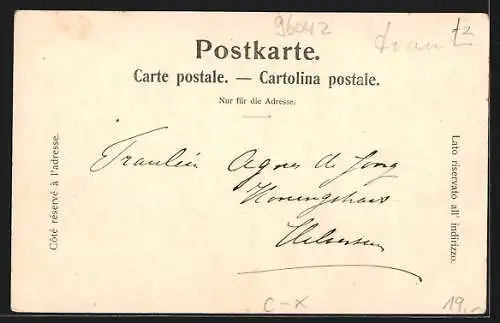 96042
Postkarte.
Carte postale. — Cartolina postale.
Nur für die Adresse.
Côté réservé à l'adresse.
Fräulein Agnes de Jong
Lato riservato all' indirizzo.
C-X
19,-